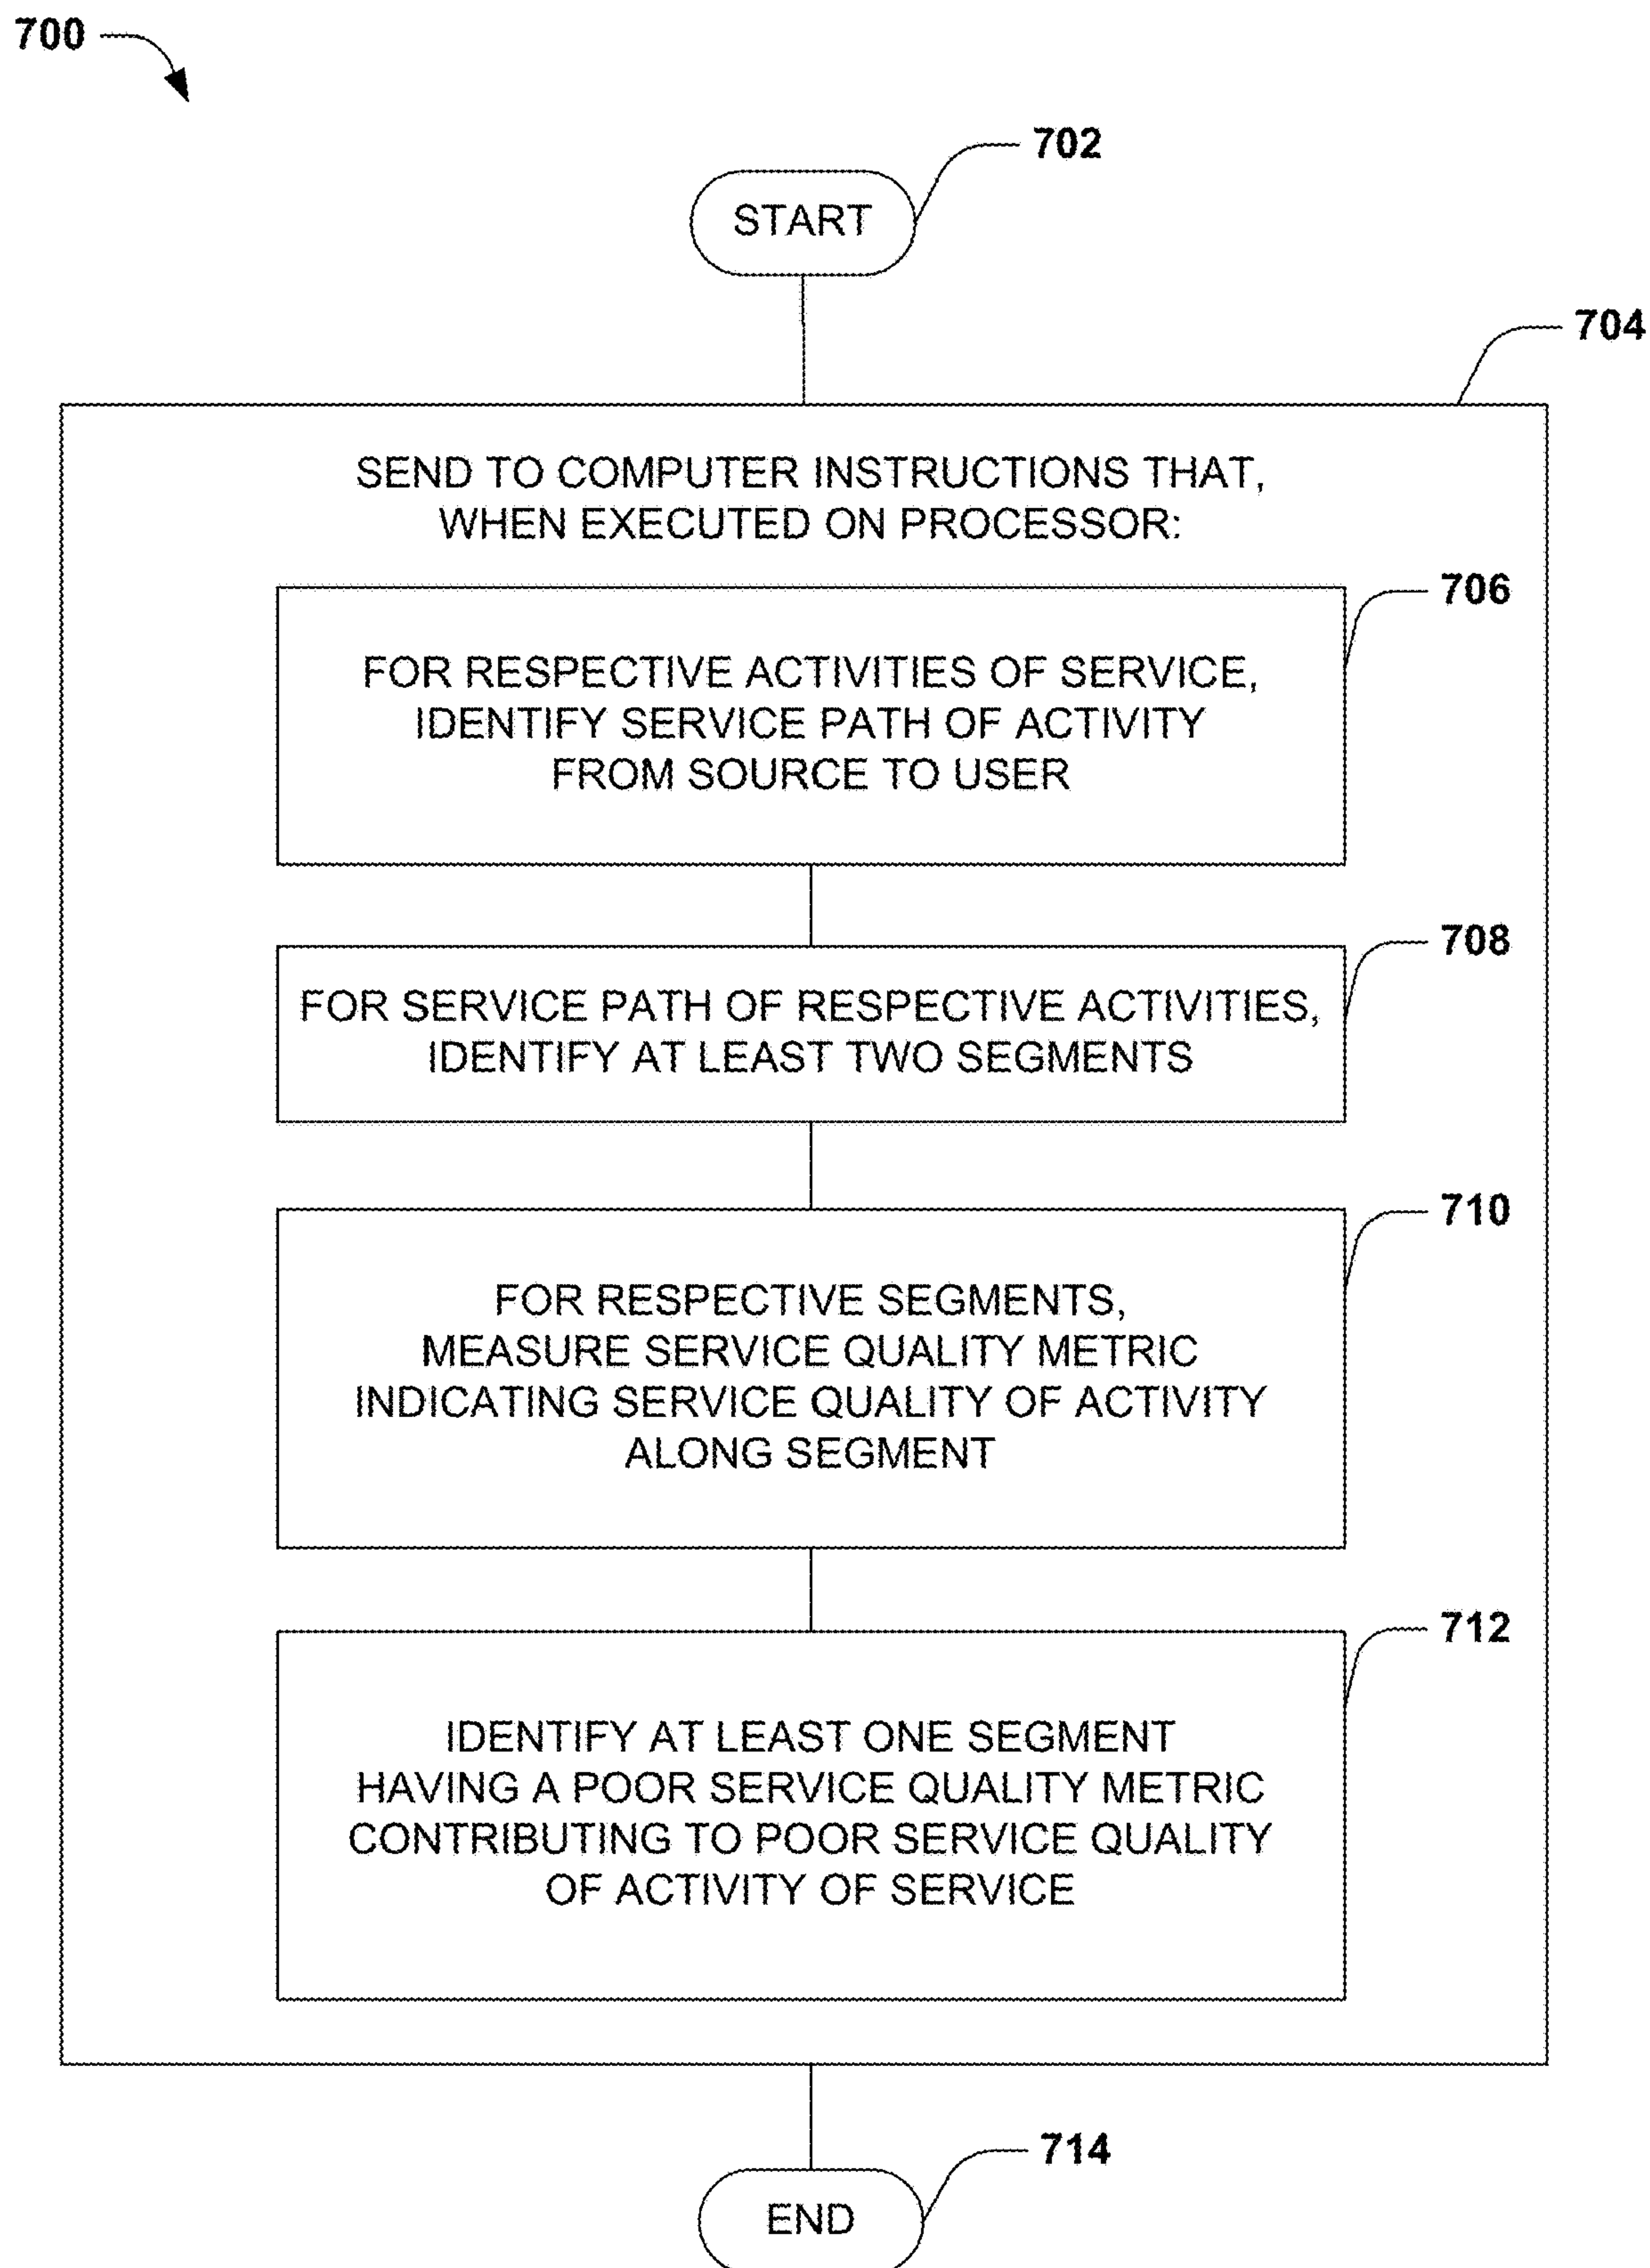 700
702
START
704
SEND TO COMPUTER INSTRUCTIONS THAT,
WHEN EXECUTED ON PROCESSOR:
706
FOR RESPECTIVE ACTIVITIES OF SERVICE,
IDENTIFY SERVICE PATH OF ACTIVITY
FROM SOURCE TO USER
708
FOR SERVICE PATH OF RESPECTIVE ACTIVITIES,
IDENTIFY AT LEAST TWO SEGMENTS
710
FOR RESPECTIVE SEGMENTS,
MEASURE SERVICE QUALITY METRIC
INDICATING SERVICE QUALITY OF ACTIVITY
ALONG SEGMENT
712
IDENTIFY AT LEAST ONE SEGMENT
HAVING A POOR SERVICE QUALITY METRIC
CONTRIBUTING TO POOR SERVICE QUALITY
OF ACTIVITY OF SERVICE
714
END